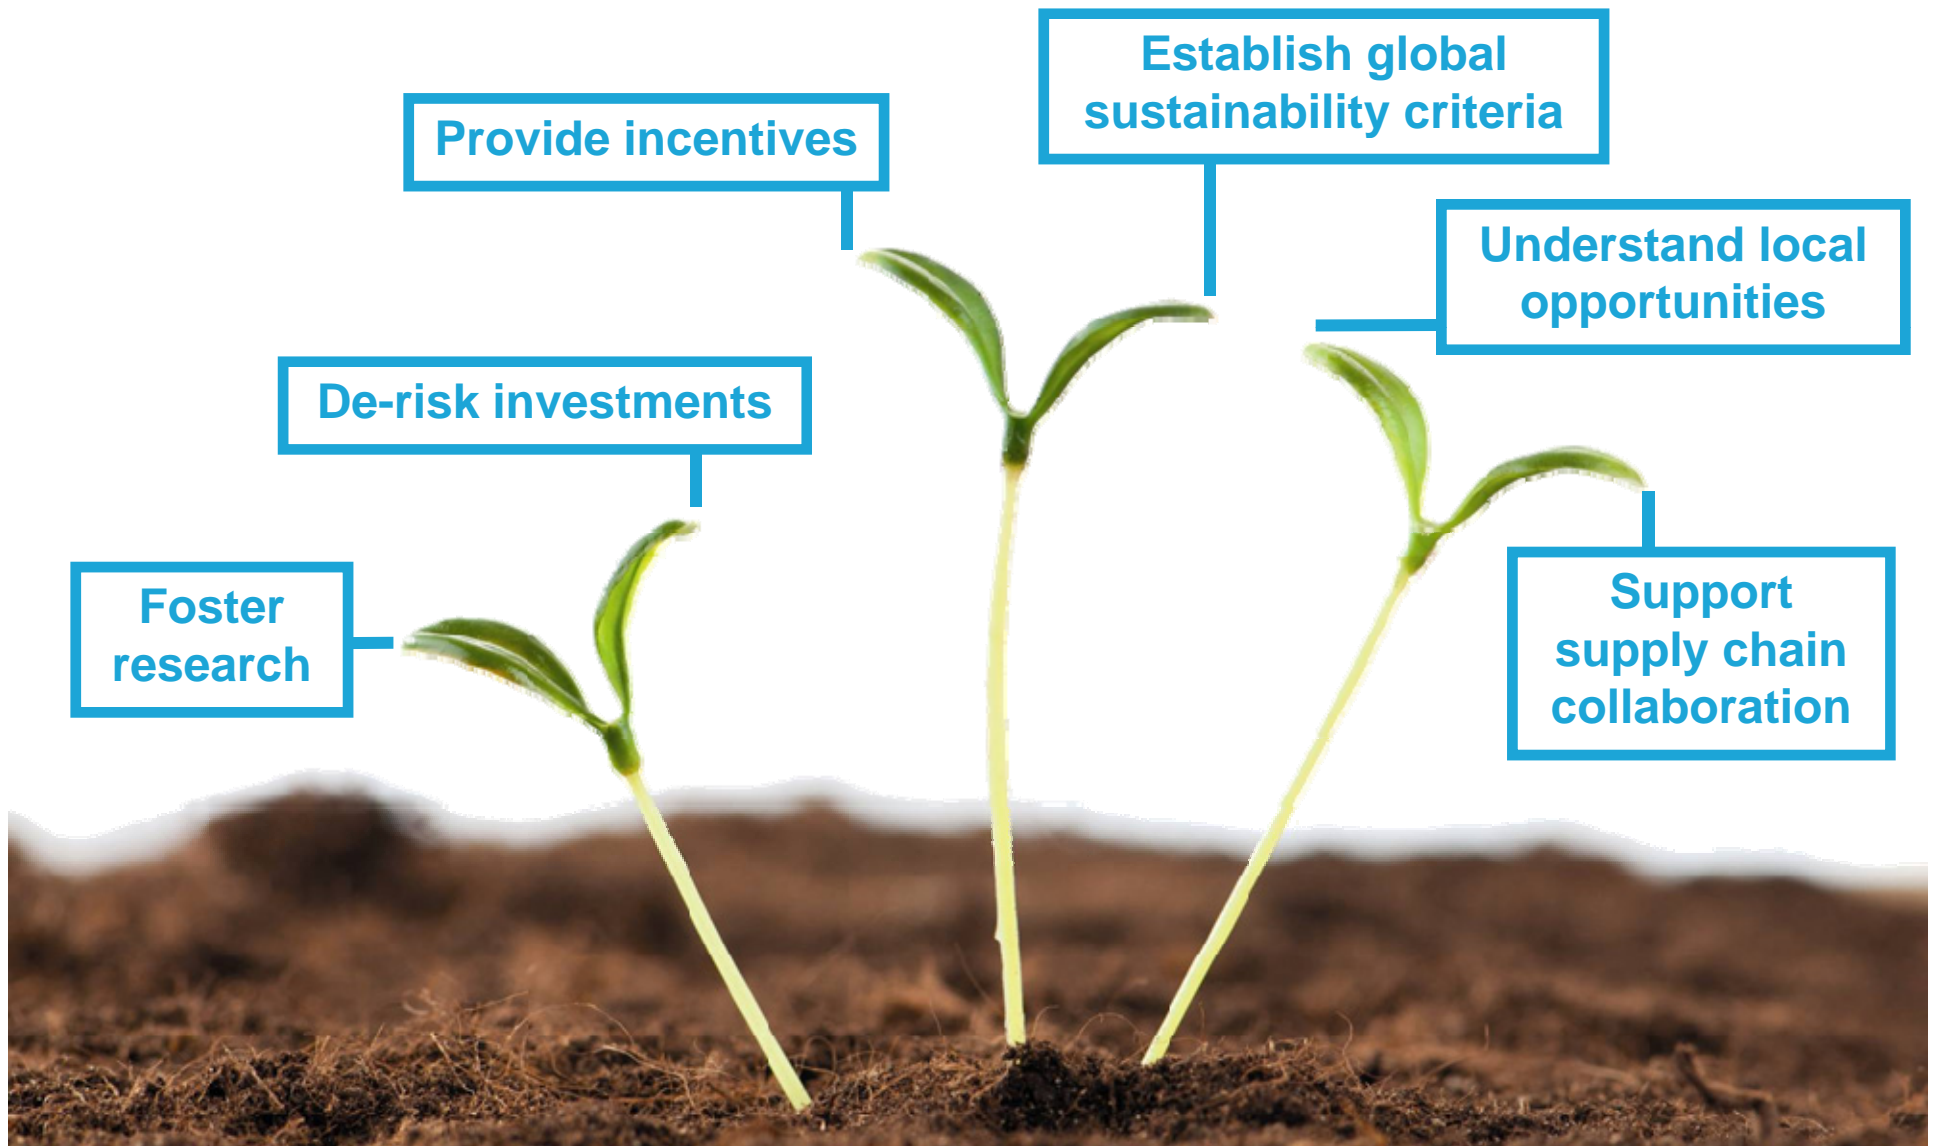 Establish global
sustainability criteria
Provide incentives
Understand local
opportunities
De-risk investments
Foster
research
Support
supply chain
collaboration